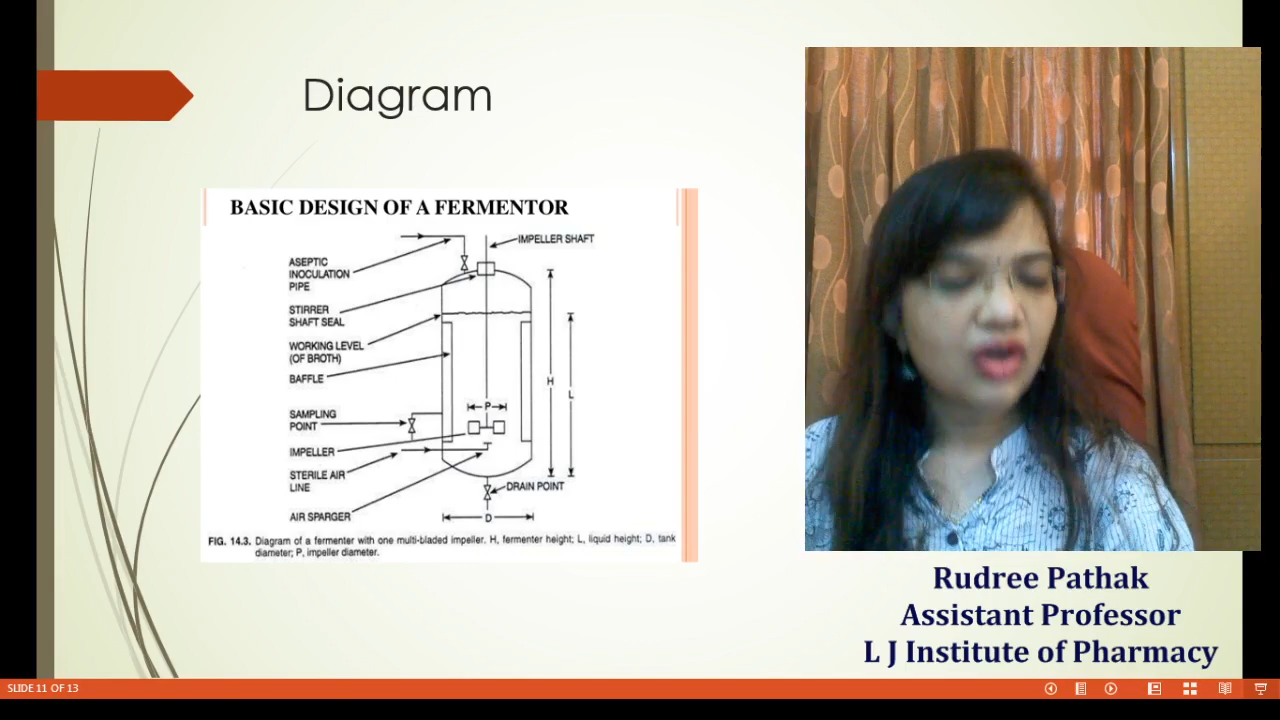 Diagram
BASIC DESIGN OF A FERMENTOR
IMPELLER SHAFT
ASEPTIC
INOCULATION
PIPE
STIRRER
SHAFT SEAL
WORKING LEVEL
(OF BROTH)
BAFFLE
H
L
P
SAMPLING
POINT
IMPELLER
STERILE AIR
LINE
DRAIN POINT
AIR SPARGER
D
FIG. 14.3. Diagram of a fermenter with one multi-bladed impeller. H, fermenter height; L, liquid height; D, tank
diameter; P, impeller diameter.
Rudree Pathak
Assistant Professor
L J Institute of Pharmacy
SLIDE 11 OF 13